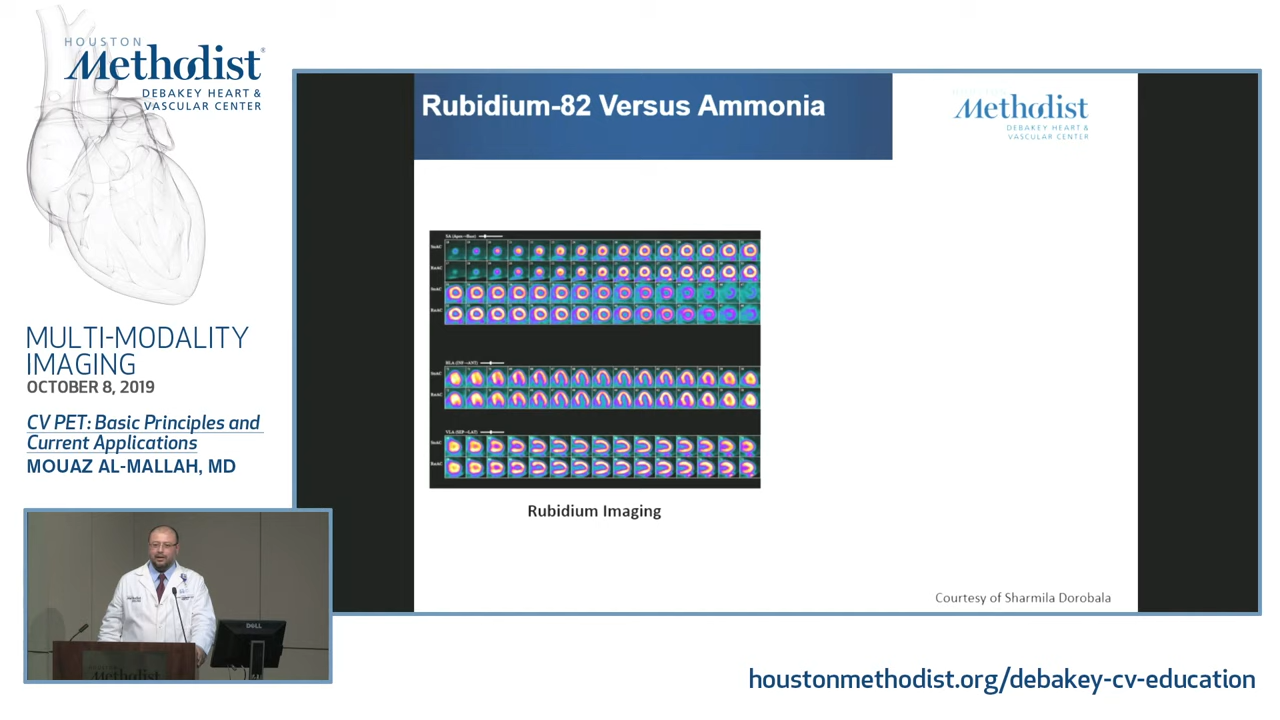 HOUSTON
Methodist
DEBAKEY HEART &
VASCULAR CENTER
MULTI-MODALITY
IMAGING
OCTOBER 8, 2019
CV PET: Basic Principles and
Current Applications
MOUAZ AL-MALLAH, MD
Rubidium-82 Versus Ammonia
Methodist
DEBAKEY HEART &
VASCULAR CENTER
Rubidium Imaging
Courtesy of Sharmila Dorobala
DELL
Methodist
houstonmethodist.org/debakey-cv-education